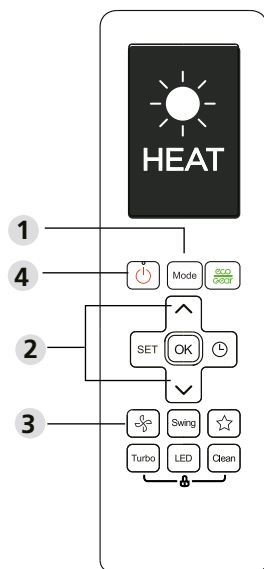 HEAT
1
4
Mode
eco
Gear
2
SET
OK
3
Swing
Turbo
LED
Clean